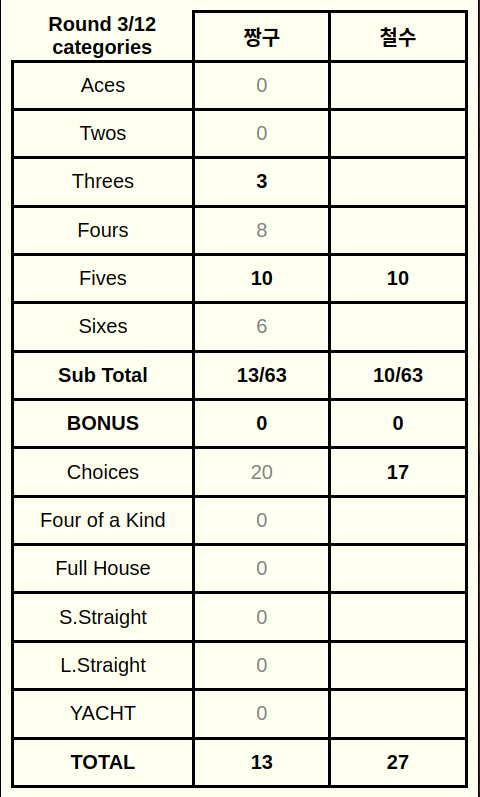 Round 3/12 categories 짱구 철수
Aces 0
Twos 0
Threes 3
Fours 8
Fives 10 10
Sixes 6
Sub Total 13/63 10/63
BONUS 0 0
Choices 20 17
Four of a Kind 0
Full House 0
S.Straight 0
L.Straight 0
YACHT 0
TOTAL 13 27